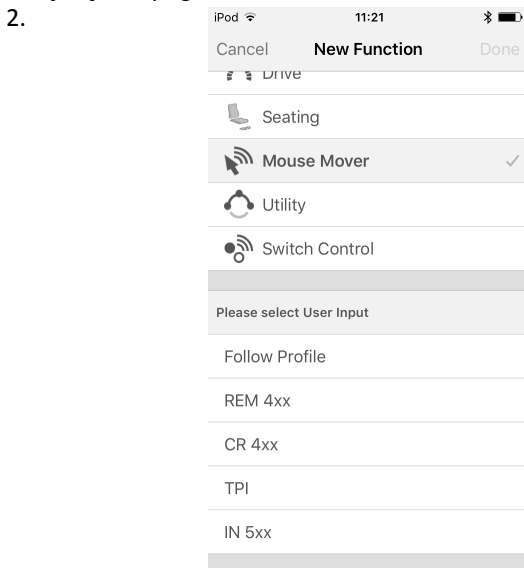 2.
iPod 11:21
Cancel New Function Done
Drive
Seating
Mouse Mover
Utility
Switch Control
Please select User Input
Follow Profile
REM 4xx
CR 4xx
TPI
IN 5xx